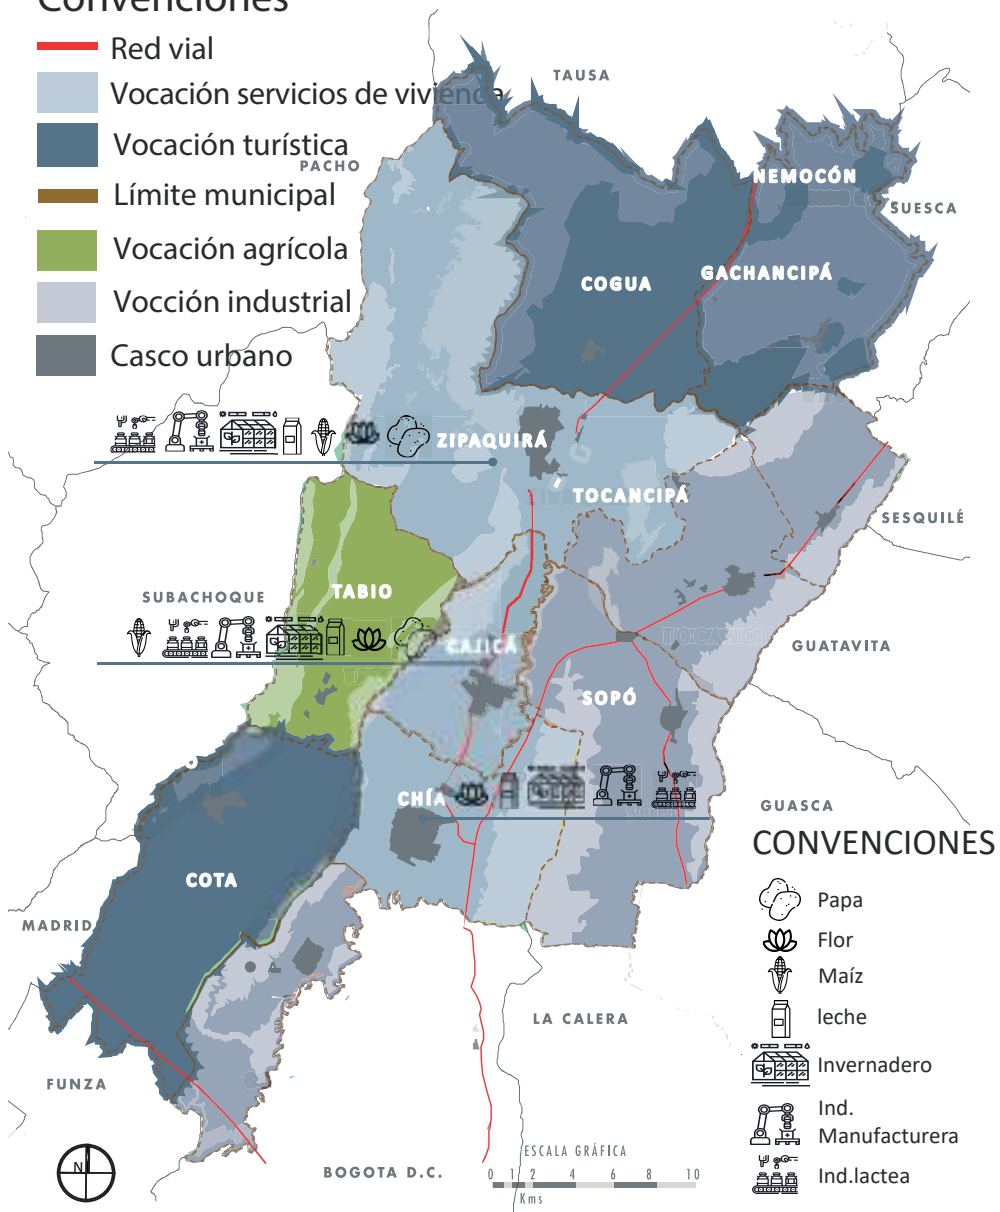 Convenciones
Red vial
Vocación servicios de vivienda
Vocación turística
Límite municipal
Vocación agrícola
Vocción industrial
Casco urbano
TAUSA
PACHO
NEMOCÓN
SUESCA
COGUA
GACHANCIPÁ
ZIPAQUIRÁ
TOCANCIPÁ
SESQUILÉ
SUBACHOQUE
TABIO
CAJICÁ
GUATAVITA
SOPÓ
CHÍA
GUASCA
COTA
MADRID
LA CALERA
FUNZA
BOGOTA D.C.
CONVENCIONES
Papa
Flor
Maíz
leche
Invernadero
Ind.
Manufacturera
Ind.lactea
N
ESCALA GRÁFICA
0 1 2 4 6 8 10
Kms